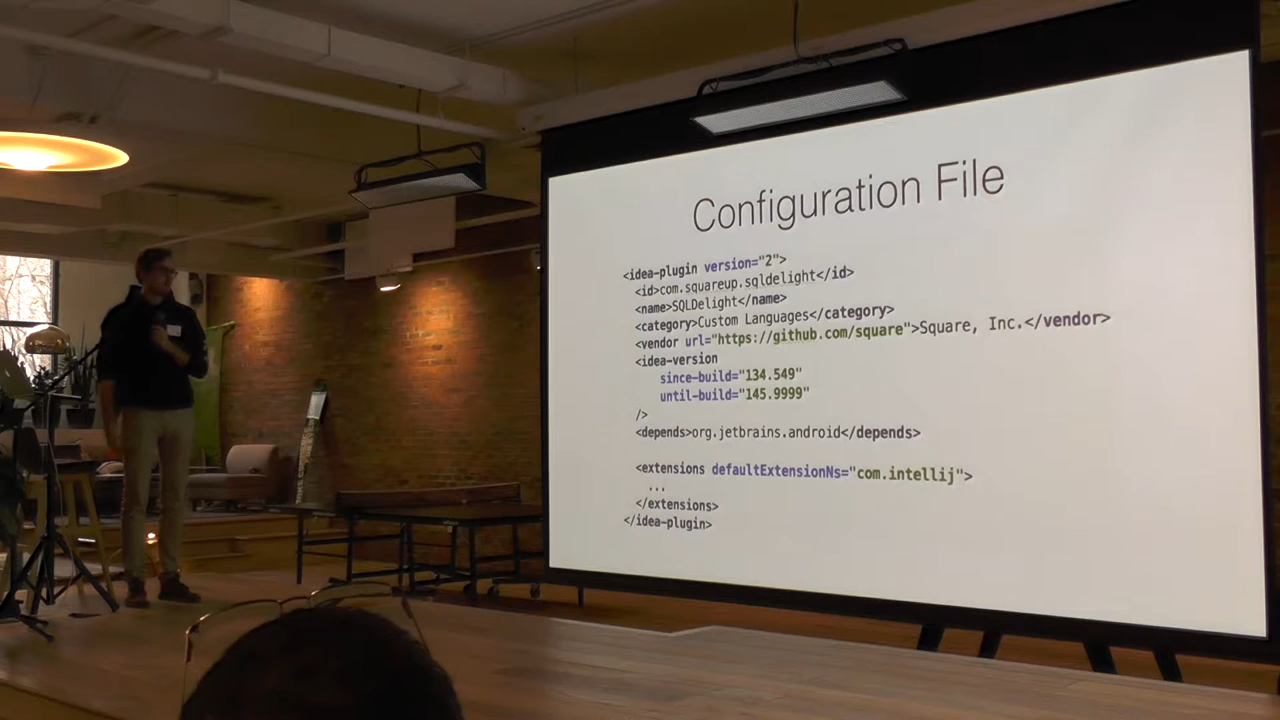 Configuration File
<idea-plugin version="2">
<id>com.squareup.sqldelight</id>
<name>SQLDelight</name>
<category>Custom Languages</category>
<vendor url="https://github.com/square">Square, Inc.</vendor>
<idea-version
since-build="134.549"
until-build="145.9999"
/>
<depends>org.jetbrains.android</depends>
<extensions defaultExtensionNs="com.intellij">
...
</extensions>
</idea-plugin>